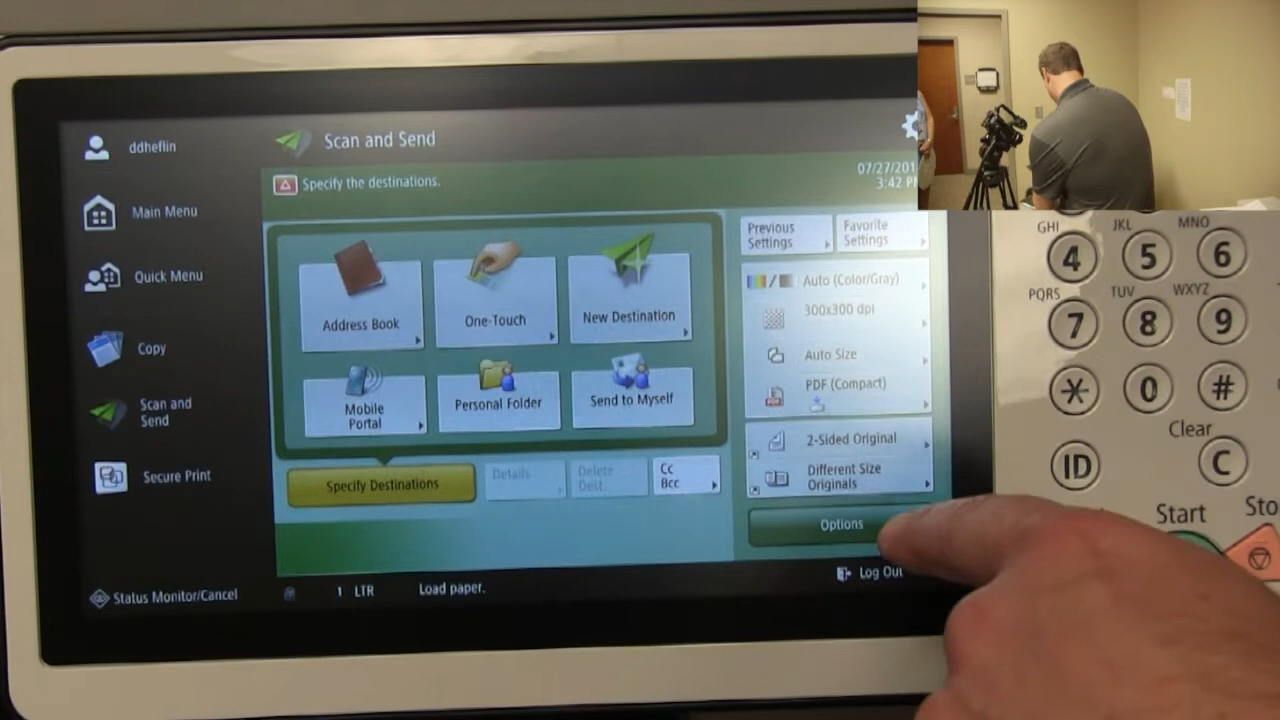 ddheflin
Main Menu
Quick Menu
Copy
Scan and
Send
Secure Print
Status Monitor/Cancel
Scan and Send
Specify the destinations.
07/27/201
3:42 P
Address Book
One-Touch
New Destination
Mobile
Portal
Personal Folder
Send to Myself
Specify Destinations
Details
Delete
Dest.
Cc
Bcc
Previous
Settings
Favorite
Settings
Auto (Color/Gray)
300x300 dpi
Auto Size
PDF (Compact)
2-Sided Original
Different Size
Originals
Options
Log Out
1 LTR Load paper.
GHI JKL MNO
4 5 6
PQRS TUV WXYZ
7 8 9
* 0 #
Clear
ID C
Start Sto